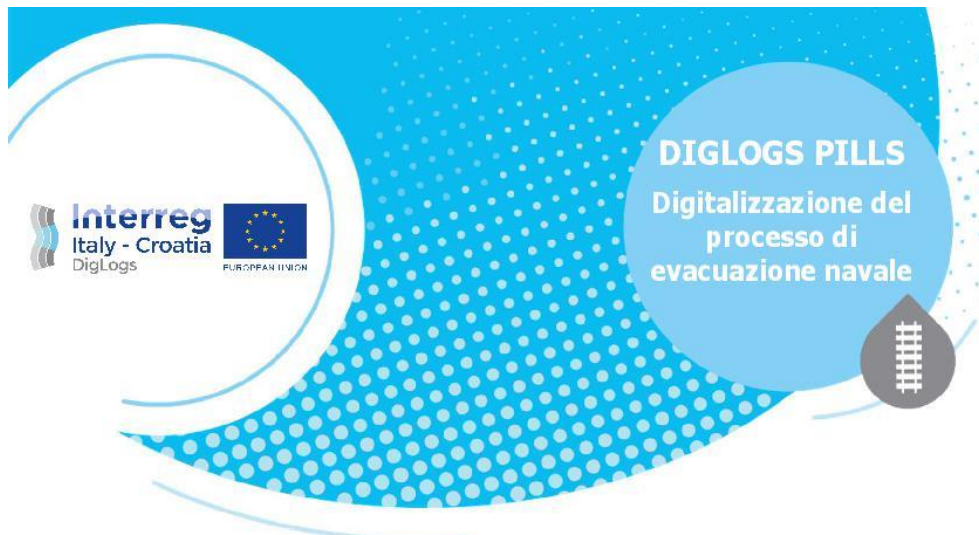 Interreg
Italy - Croatia
DigLogs
EUROPEAN UNION
DIGLOGS PILLS
Digitalizzazione del
processo di
evacuazione navale